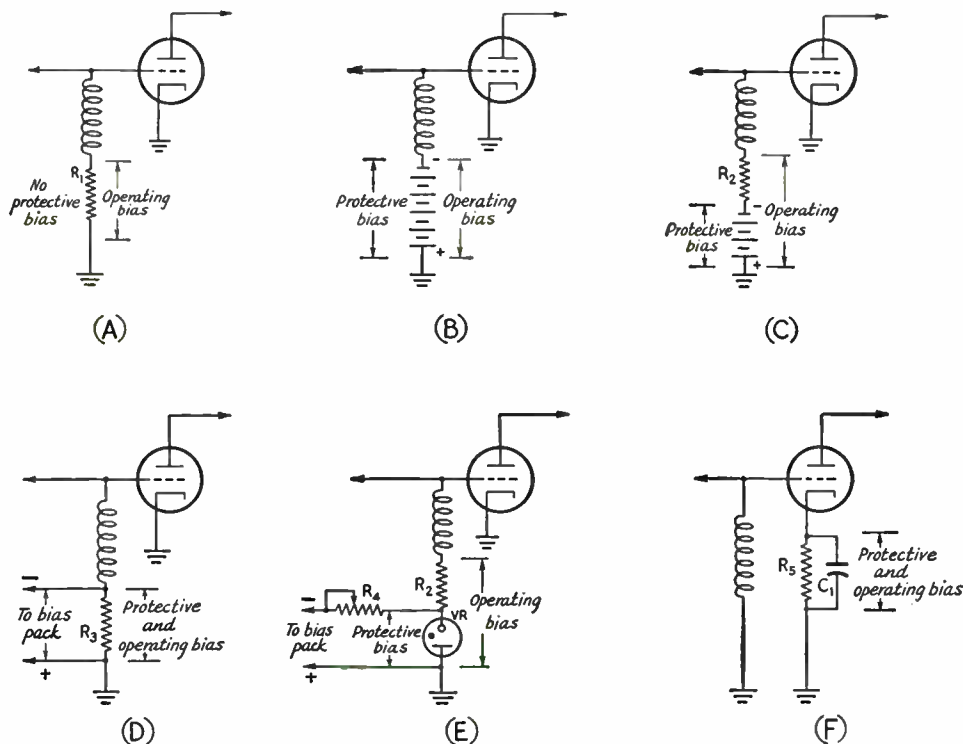 R1
No
protective
bias
Operating
bias
(A)
-
Protective
bias
Operating
bias
+
(B)
R2
-
Protective
bias
Operating
bias
+
(C)
-
To bias
pack
R3
Protective
and
operating bias
+
(D)
-
R4
R2
VR
To bias
pack
Protective
bias
Operating
bias
+
(E)
R5
C1
Protective
and
operating bias
(F)